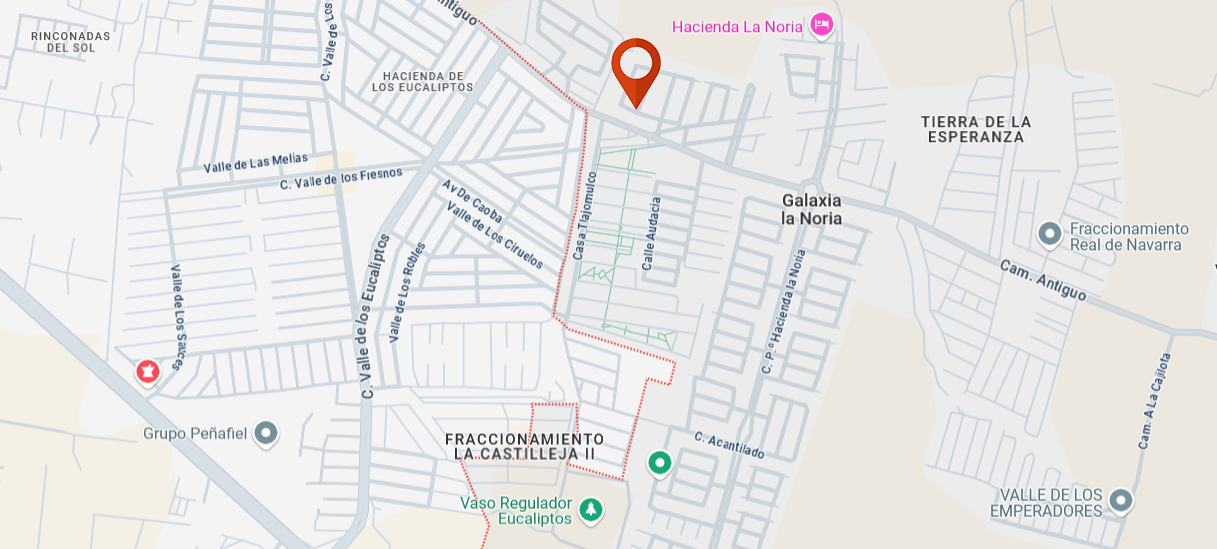 Antiguo
Hacienda La Noria
RINCONADAS
DEL SOL
C. Valle de Los
HACIENDA DE
LOS EUCALIPTOS
TIERRA DE LA
ESPERANZA
Valle de Las Melias
C. Valle de los Fresnos
Av De Caoba
Valle de Los Ciruelos
Casa Tlajomulco
Calle Audacia
Galaxia
la Noria
Fraccionamiento
Real de Navarra
Cam. Antiguo
C. Valle de los Eucaliptos
Valle de Los Robles
Valle de Los Sauces
C. P.º Hacienda la Noria
Cam. A La Cajilota
Grupo Peñafiel
FRACCIONAMIENTO
LA CASTILLEJA II
C. Acantilado
Vaso Regulador
Eucaliptos
VALLE DE LOS
EMPERADORES